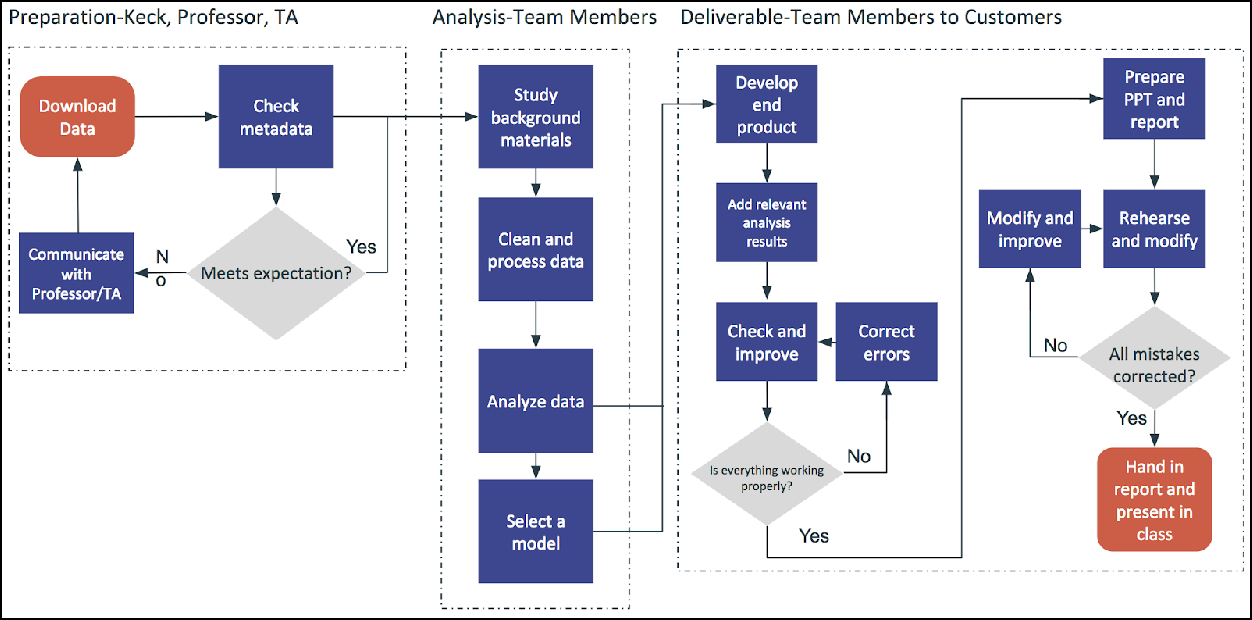 Preparation-Keck, Professor, TA
Download
Data
Check
metadata
Communicate
with
Professor/TA
N
o
Meets expectation?
Yes
Analysis-Team Members
Study
background
materials
Clean and
process data
Analyze data
Select a
model
Deliverable-Team Members to Customers
Develop
end
product
Add relevant
analysis
results
Check and
improve
Correct
errors
Is everything working
properly?
No
Yes
Prepare
PPT and
report
Modify and
improve
Rehearse
and modify
No
All mistakes
corrected?
Yes
Hand in
report and
present in
class